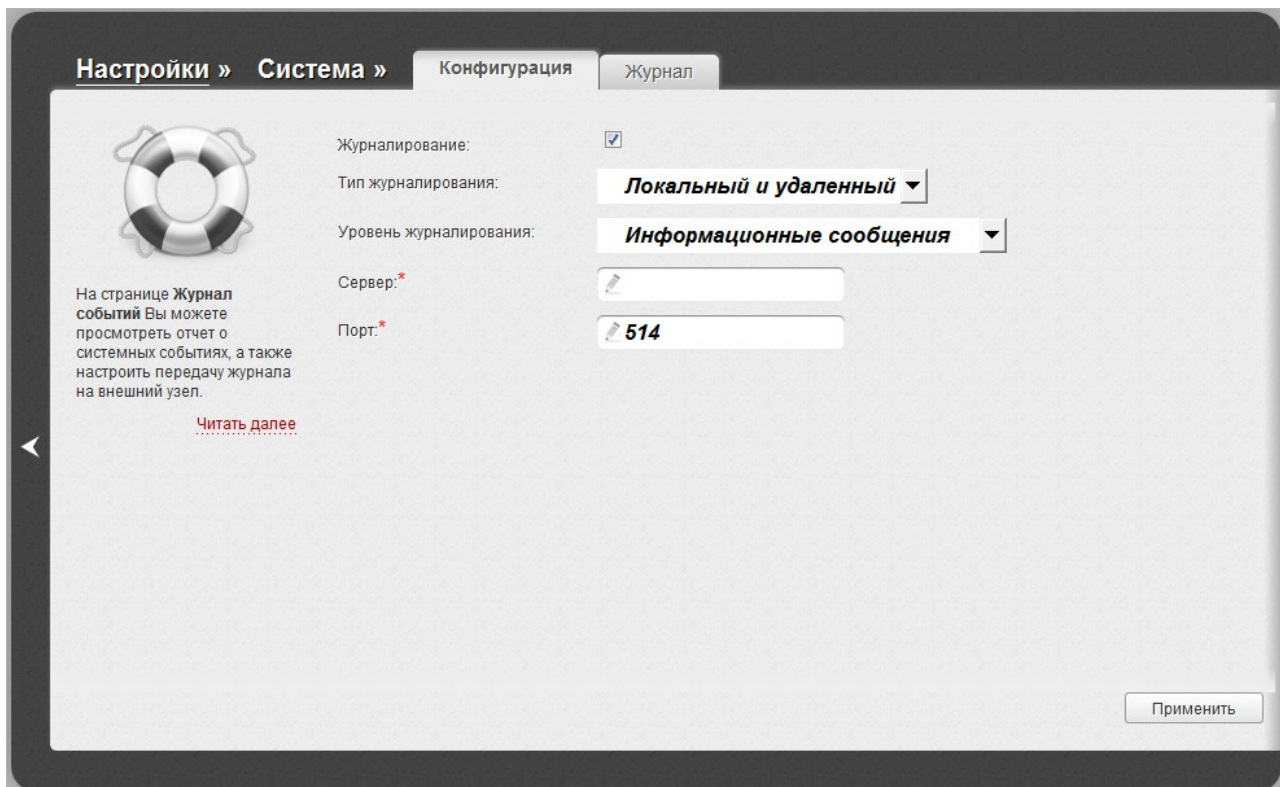 Настройки » Система » Конфигурация Журнал
Журналирование:
Тип журналирования: Локальный и удаленный
Уровень журналирования: Информационные сообщения
Сервер:*
Порт:* 514
На странице Журнал
событий Вы можете
просмотреть отчет о
системных событиях, а также
настроить передачу журнала
на внешний узел.
Читать далее
Применить